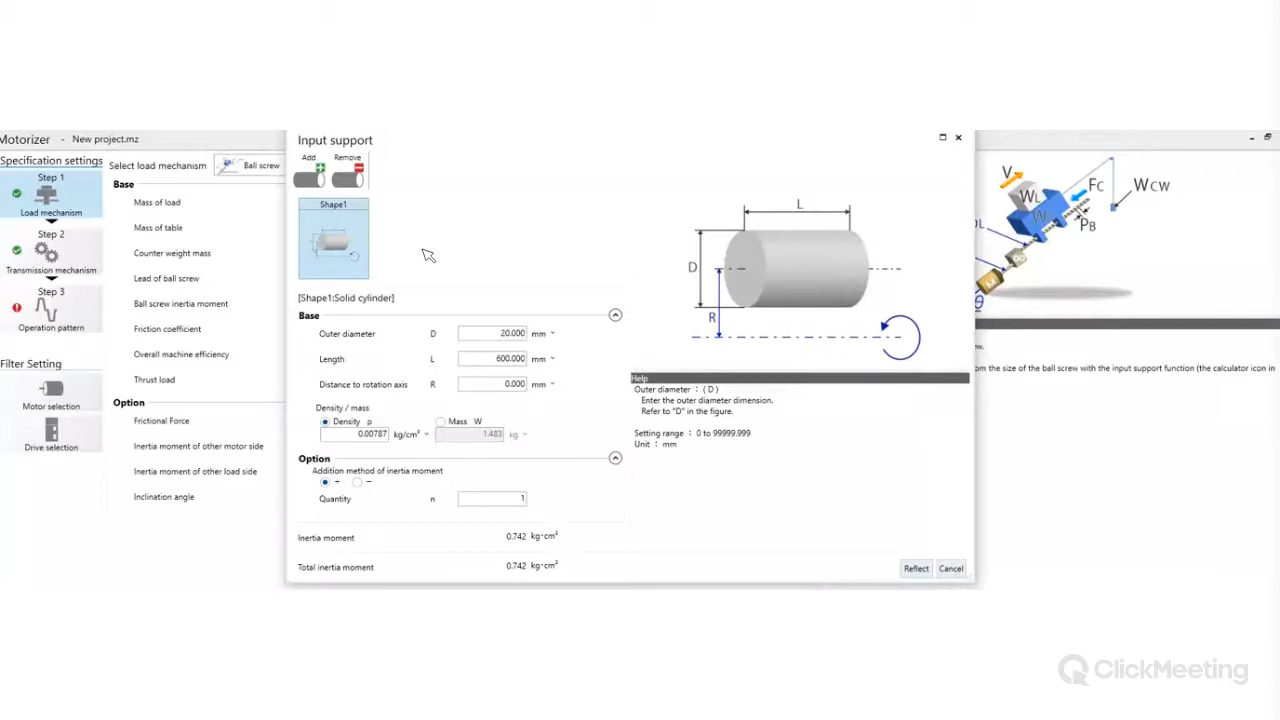 Motorizer - New project.mz
Specification settings
Step 1
Load mechanism
Step 2
Transmission mechanism
Step 3
Operation pattern
Filter Setting
Motor selection
Drive selection
Select load mechanism
Ball screw
Base
Mass of load
Mass of table
Counter weight mass
Lead of ball screw
Ball screw inertia moment
Friction coefficient
Overall machine efficiency
Thrust load
Option
Frictional Force
Inertia moment of other motor side
Inertia moment of other load side
Inclination angle
Input support
Add Remove
Shape1
[Shape1:Solid cylinder]
Base
Outer diameter D 20.000 mm
Length L 600.000 mm
Distance to rotation axis R 0.000 mm
Density / mass
Density ρ Mass W
0.00787 kg/cm³ 1.483 kg
Option
Addition method of inertia moment
+ −
Quantity n 1
Inertia moment 0.742 kg·cm²
Total inertia moment 0.742 kg·cm²
L
D
R
Help
Outer diameter : ( D )
Enter the outer diameter dimension.
Refer to "D" in the figure.
Setting range : 0 to 99999.999
Unit : mm
Reflect Cancel
V
WL
W
FC
WCW
PB
M
θ
om the size of the ball screw with the input support function (the calculator icon in
ClickMeeting